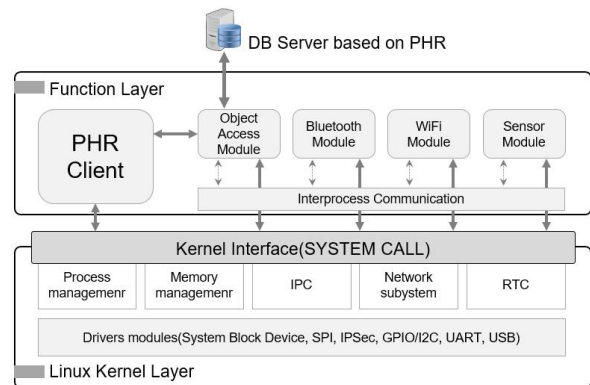 DB Server based on PHR
Function Layer
PHR
Client
Object
Access
Module
Bluetooth
Module
WiFi
Module
Sensor
Module
Interprocess Communication
Kernel Interface(SYSTEM CALL)
Process
managemenr
Memory
managemenr
IPC
Network
subystem
RTC
Drivers modules(System Block Device, SPI, IPSec, GPIO/I2C, UART, USB)
Linux Kernel Layer